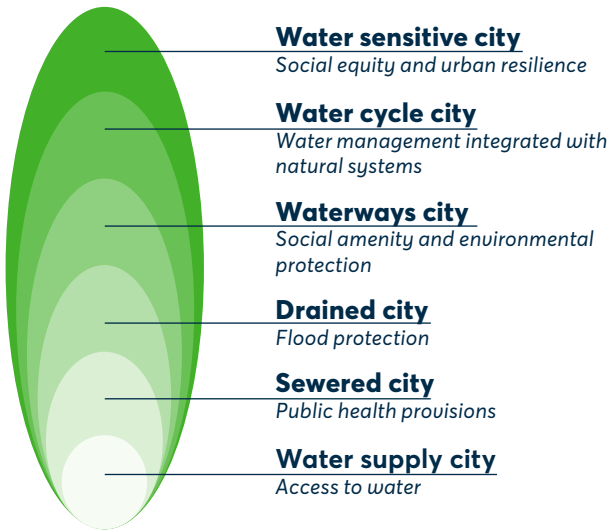 Water sensitive city
Social equity and urban resilience
Water cycle city
Water management integrated with
natural systems
Waterways city
Social amenity and environmental
protection
Drained city
Flood protection
Sewered city
Public health provisions
Water supply city
Access to water